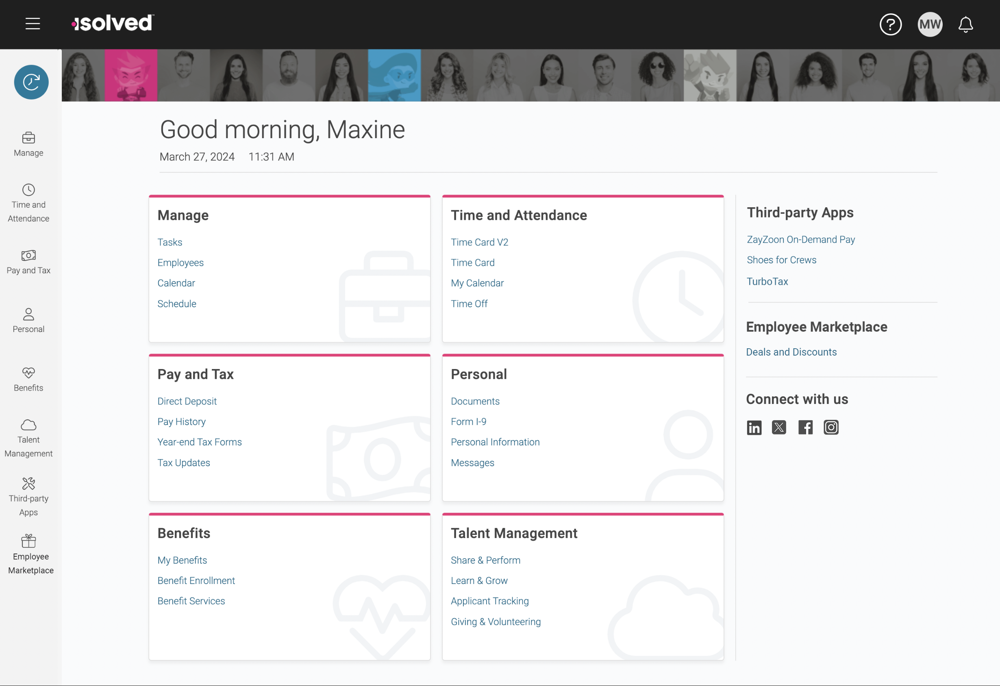 isolved™
?
MW
Manage
Time and
Attendance
Pay and Tax
Personal
Benefits
Talent
Management
Third-party
Apps
Employee
Marketplace
Good morning, Maxine
March 27, 2024 11:31 AM
Manage
Tasks
Employees
Calendar
Schedule
Time and Attendance
Time Card V2
Time Card
My Calendar
Time Off
Pay and Tax
Direct Deposit
Pay History
Year-end Tax Forms
Tax Updates
Personal
Documents
Form I-9
Personal Information
Messages
Benefits
My Benefits
Benefit Enrollment
Benefit Services
Talent Management
Share & Perform
Learn & Grow
Applicant Tracking
Giving & Volunteering
Third-party Apps
ZayZoon On-Demand Pay
Shoes for Crews
TurboTax
Employee Marketplace
Deals and Discounts
Connect with us
in X f